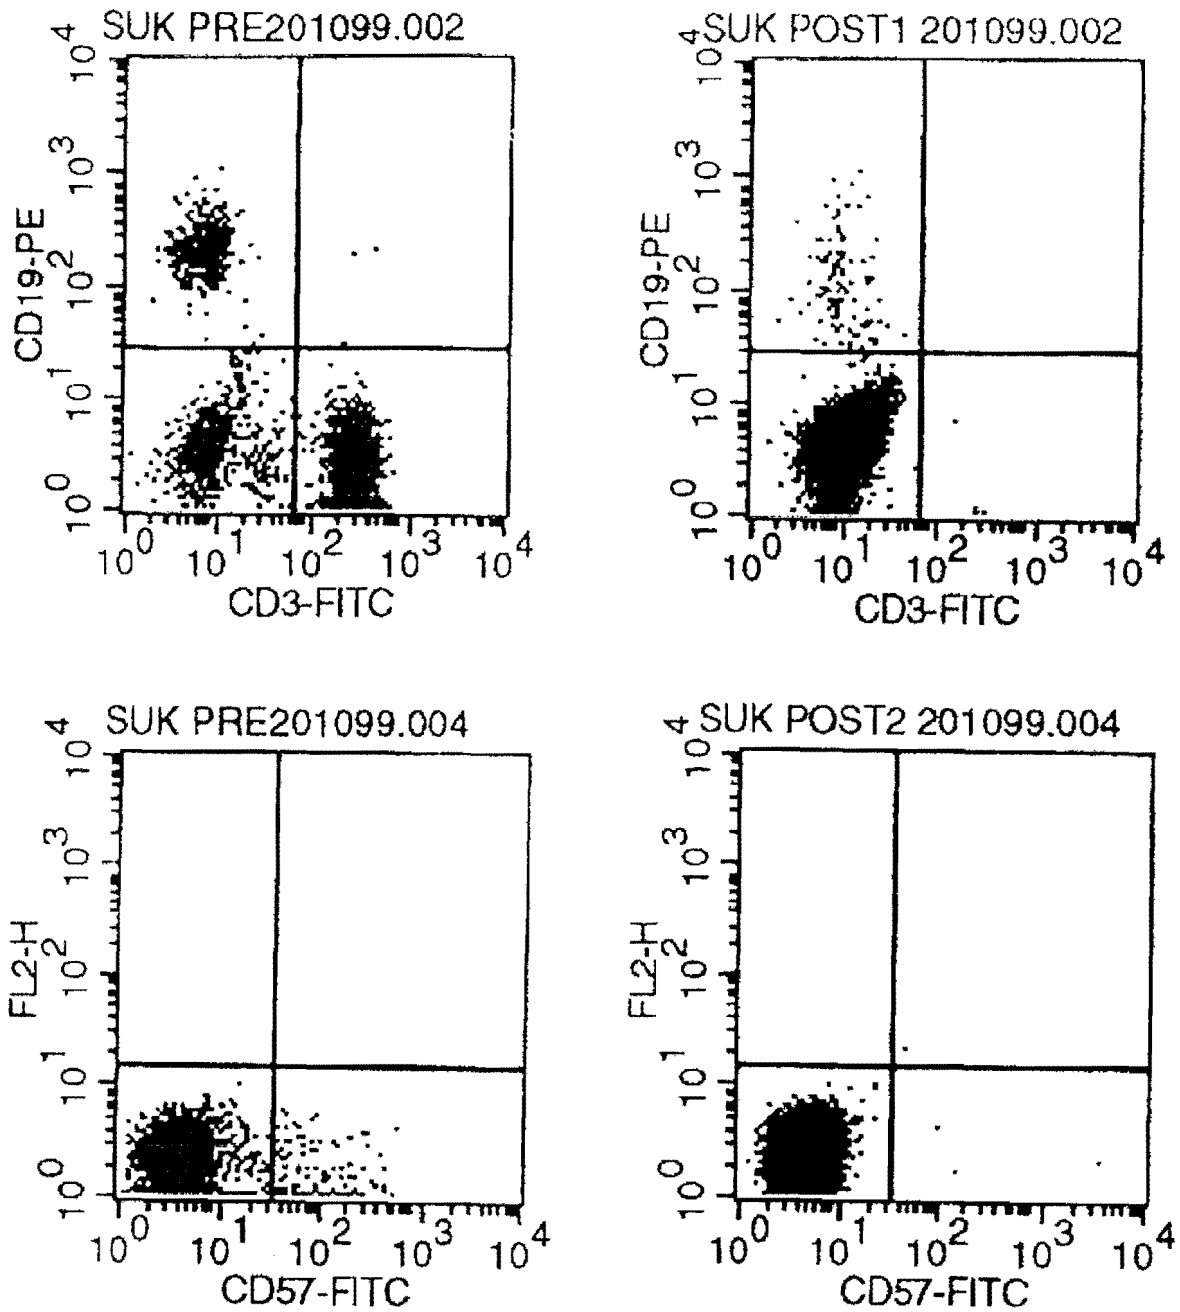 SUK PRE201099.002
10^4
10^3
10^2
10^1
10^0
CD19-PE
10^0 10^1 10^2 10^3 10^4
CD3-FITC
SUK POST1 201099.002
10^4
10^3
10^2
10^1
10^0
CD19-PE
10^0 10^1 10^2 10^3 10^4
CD3-FITC
SUK PRE201099.004
10^4
10^3
10^2
10^1
10^0
FL2-H
10^0 10^1 10^2 10^3 10^4
CD57-FITC
SUK POST2 201099.004
10^4
10^3
10^2
10^1
10^0
FL2-H
10^0 10^1 10^2 10^3 10^4
CD57-FITC